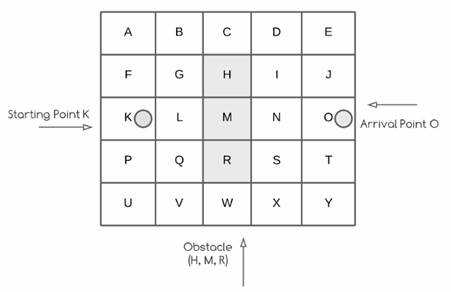 A B C D E
F G H I J
Starting Point K
K L M N O
Arrival Point O
P Q R S T
U V W X Y
Obstacle
(H, M, R)